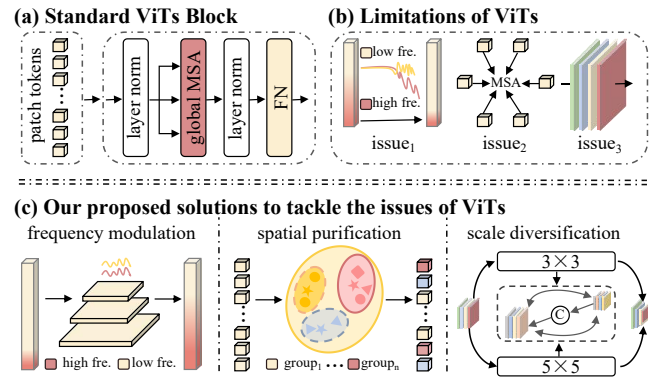 (a) Standard ViTs Block
patch tokens
layer norm
global MSA
layer norm
FN
(b) Limitations of ViTs
low fre.
high fre.
issue1
MSA
issue2
issue3
(c) Our proposed solutions to tackle the issues of ViTs
frequency modulation
high fre. low fre.
spatial purification
group1 ••• groupn
scale diversification
3×3
C
5×5